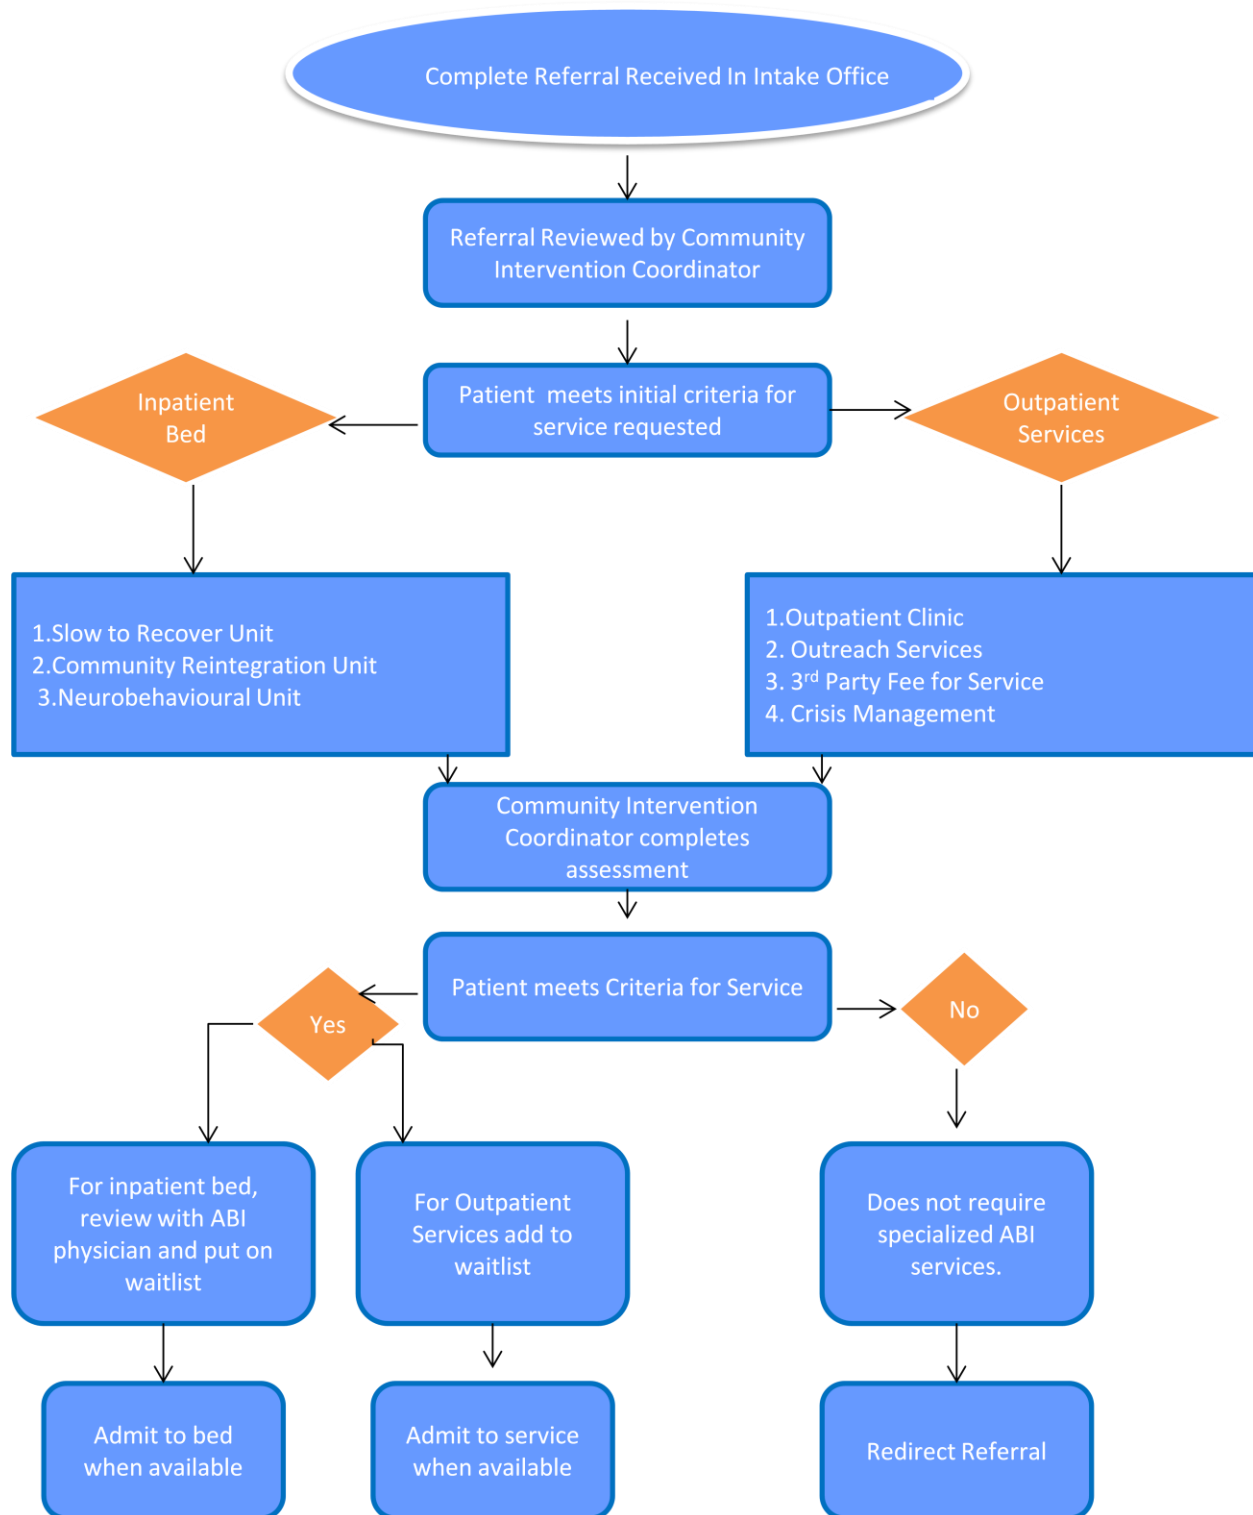 Complete Referral Received In Intake Office
Referral Reviewed by Community
Intervention Coordinator
Patient  meets initial criteria for
service requested
Inpatient
Bed
Outpatient
Services
1.Slow to Recover Unit
2.Community Reintegration Unit
3.Neurobehavioural Unit
1.Outpatient Clinic
2. Outreach Services
3. 3rd Party Fee for Service
4. Crisis Management
Community Intervention
Coordinator completes
assessment
Patient meets Criteria for Service
Yes
No
For inpatient bed,
review with ABI
physician and put on
waitlist
For Outpatient
Services add to
waitlist
Does not require
specialized ABI
services.
Admit to bed
when available
Admit to service
when available
Redirect Referral